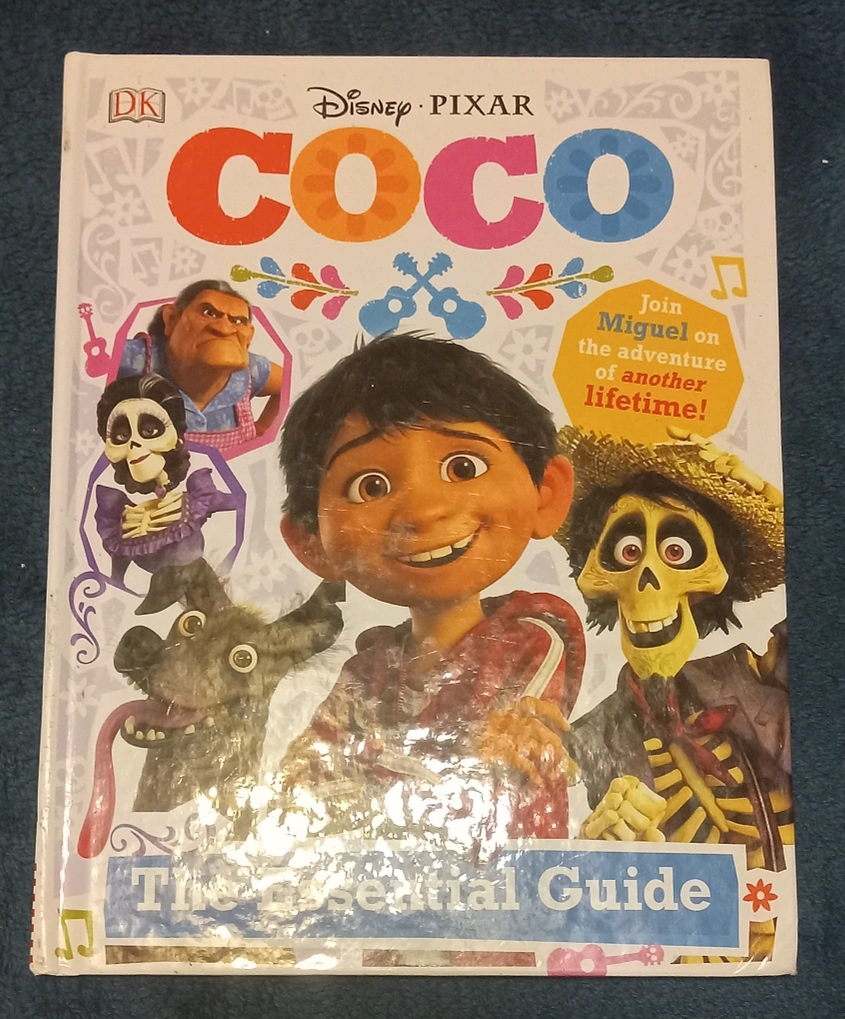 DK
Disney · PIXAR
COCO
Join
Miguel on
the adventure
of another
lifetime!
The Essential Guide